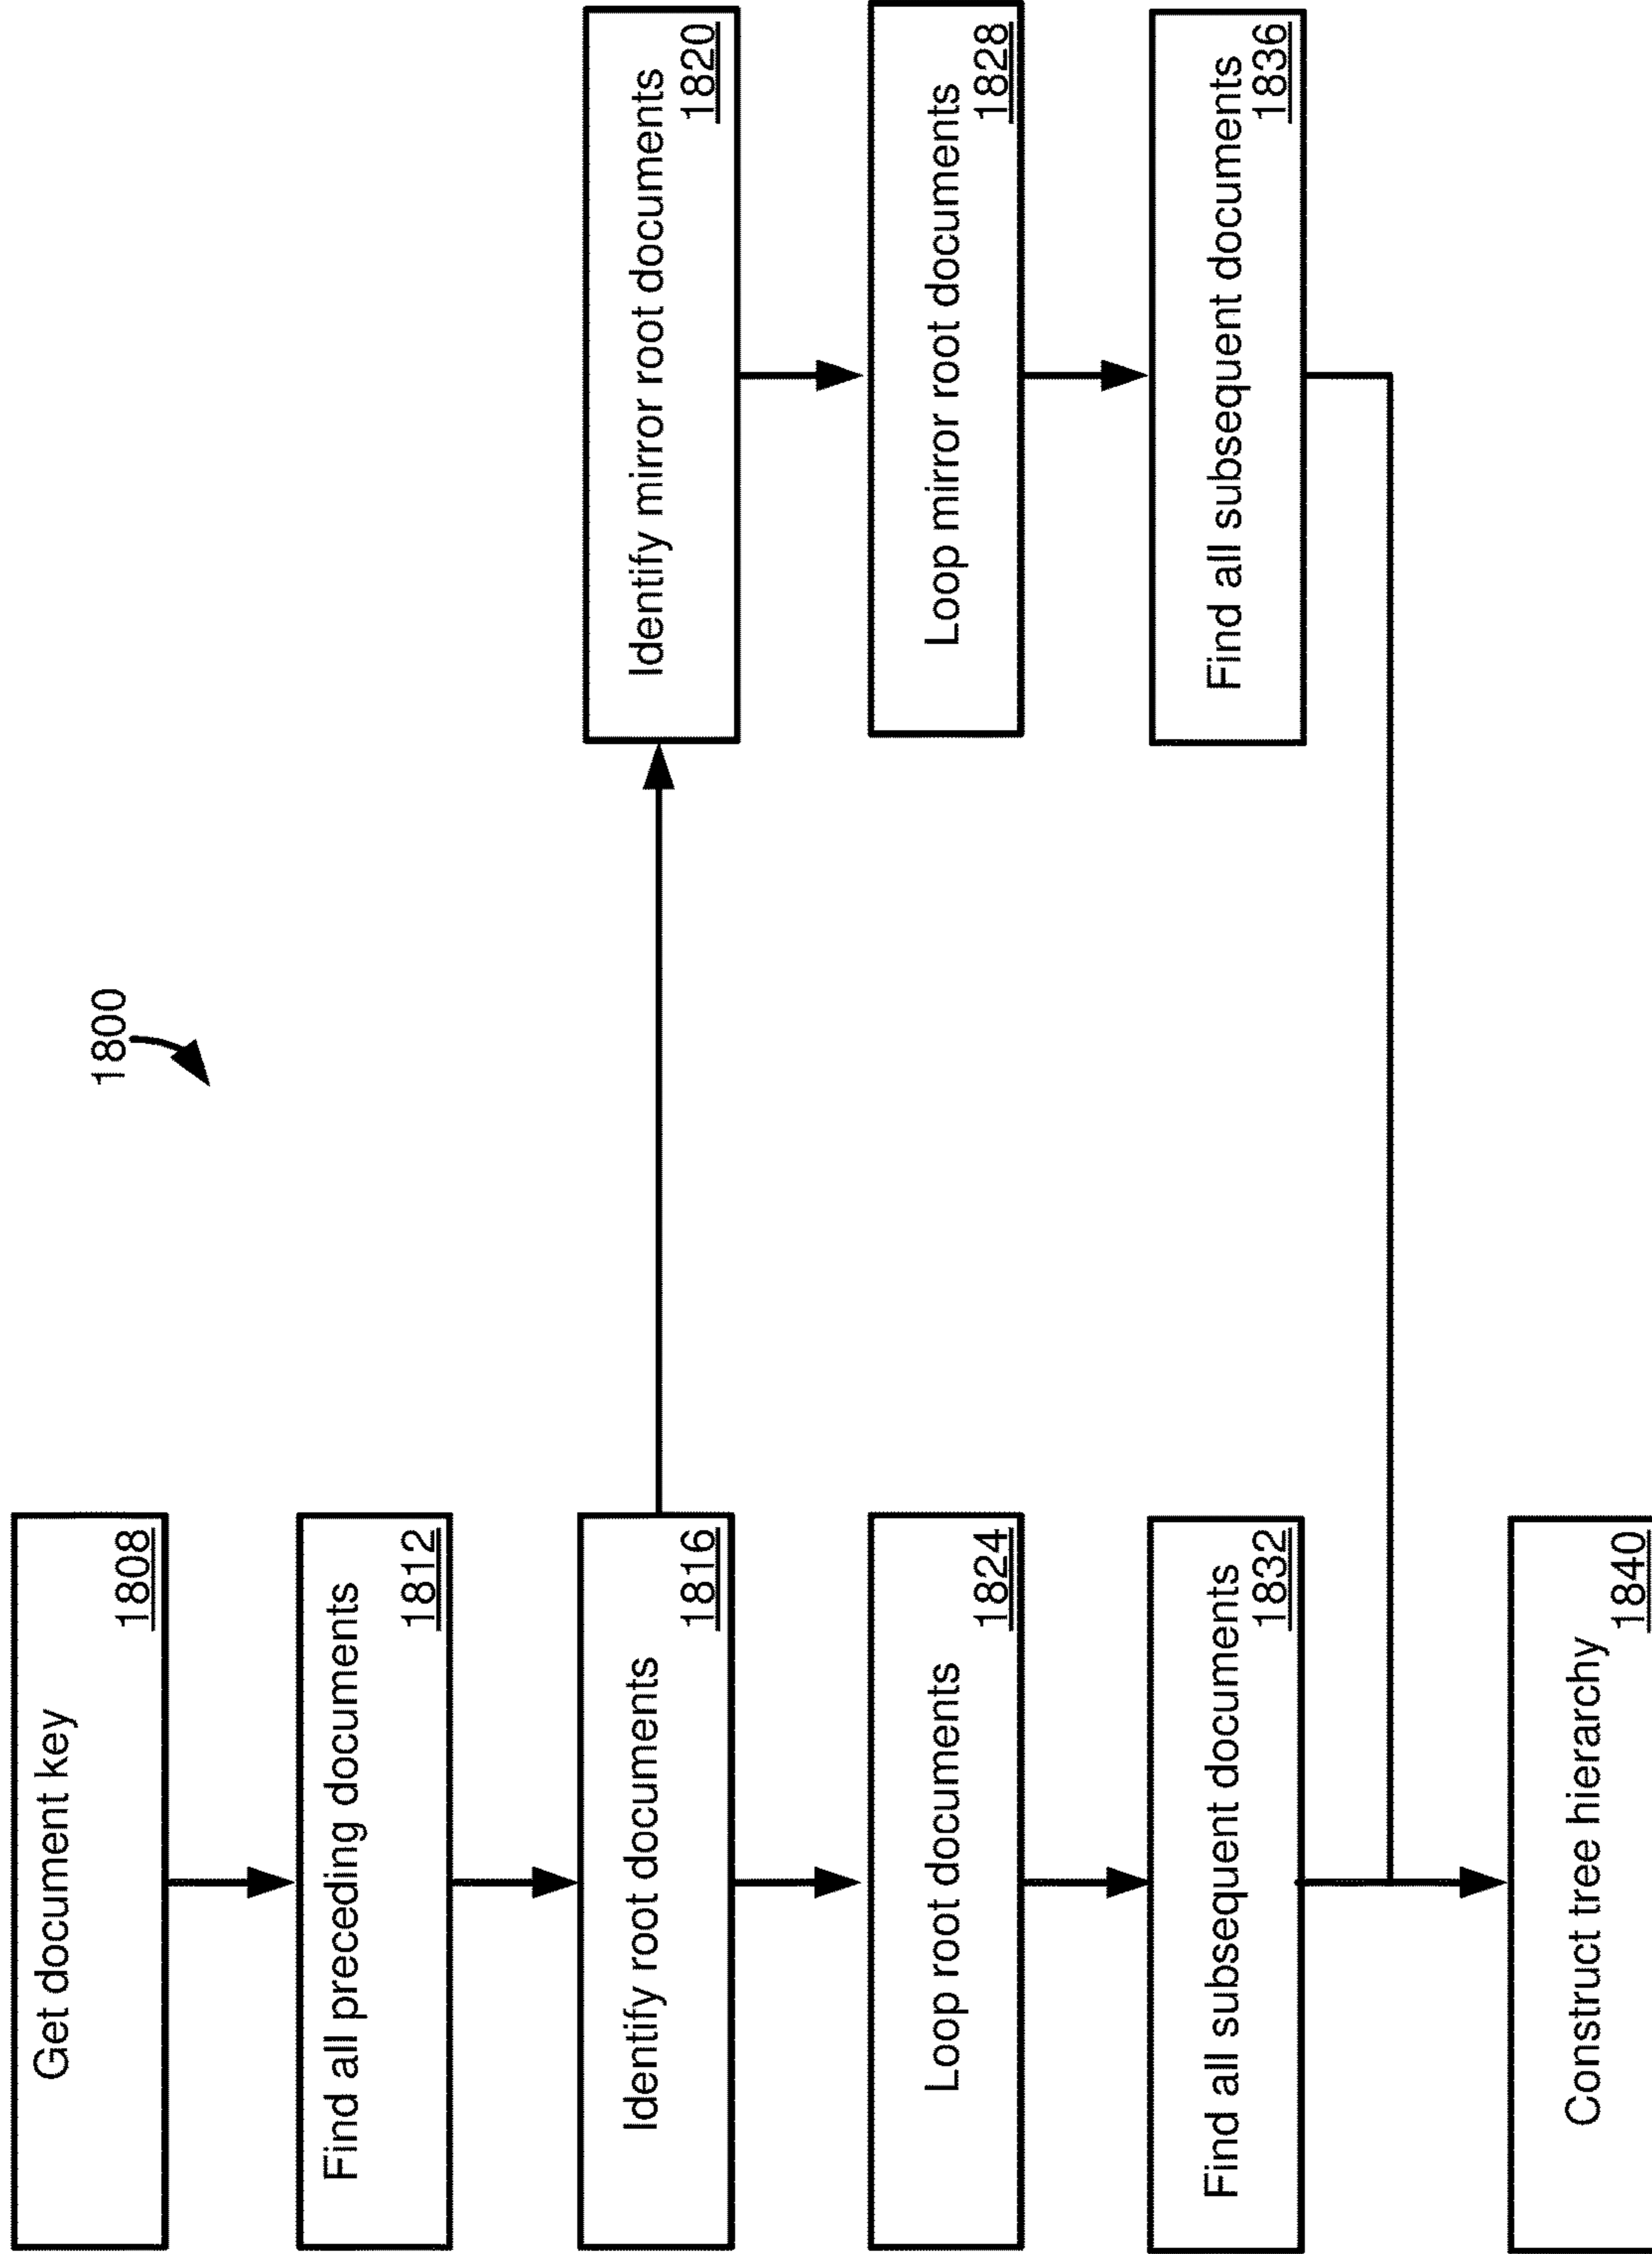 1800
Get document key
1808
Find all preceding documents
1812
Identify root documents
1816
Identify mirror root documents
1820
Loop root documents
1824
Loop mirror root documents
1828
Find all subsequent documents
1832
Find all subsequent documents
1836
Construct tree hierarchy
1840